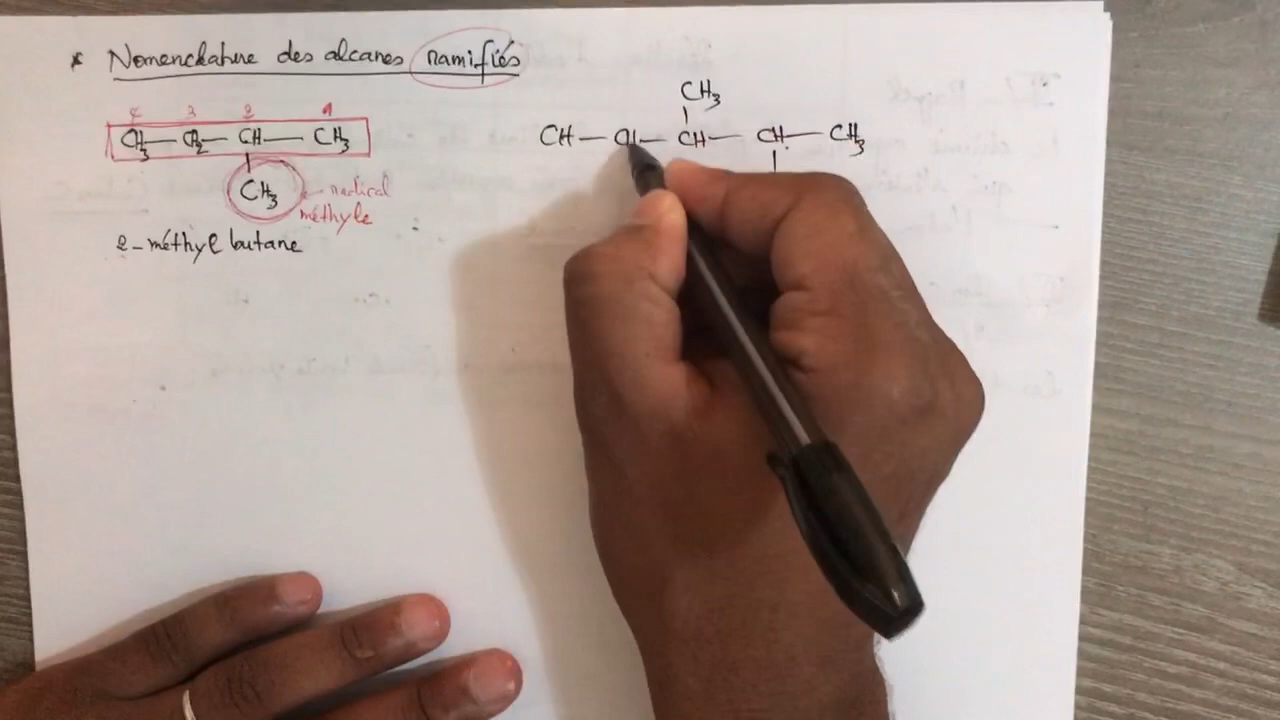 * Nomenclature des alcanes ramifiés
4 3 2 1
CH3 — CH2 — CH — CH3
CH3 ← radical
méthyle
2-méthyl butane
CH3
CH — CH — CH — CH — CH3